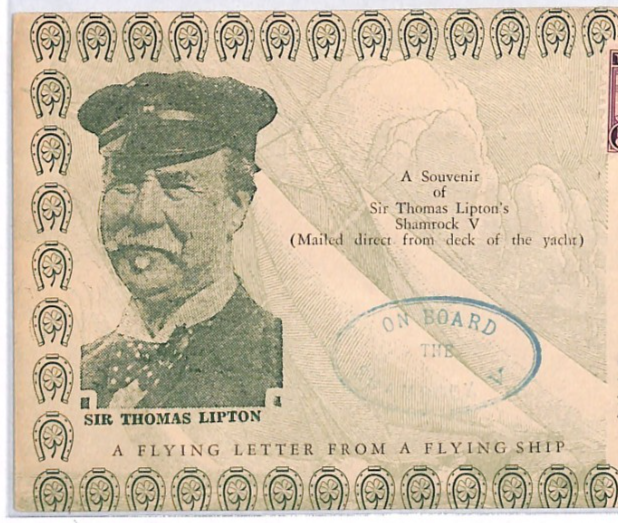 A Souvenir
of
Sir Thomas Lipton's
Shamrock V
(Mailed direct from deck of the yacht)
ON BOARD
THE
V
SIR THOMAS LIPTON
A FLYING LETTER FROM A FLYING SHIP